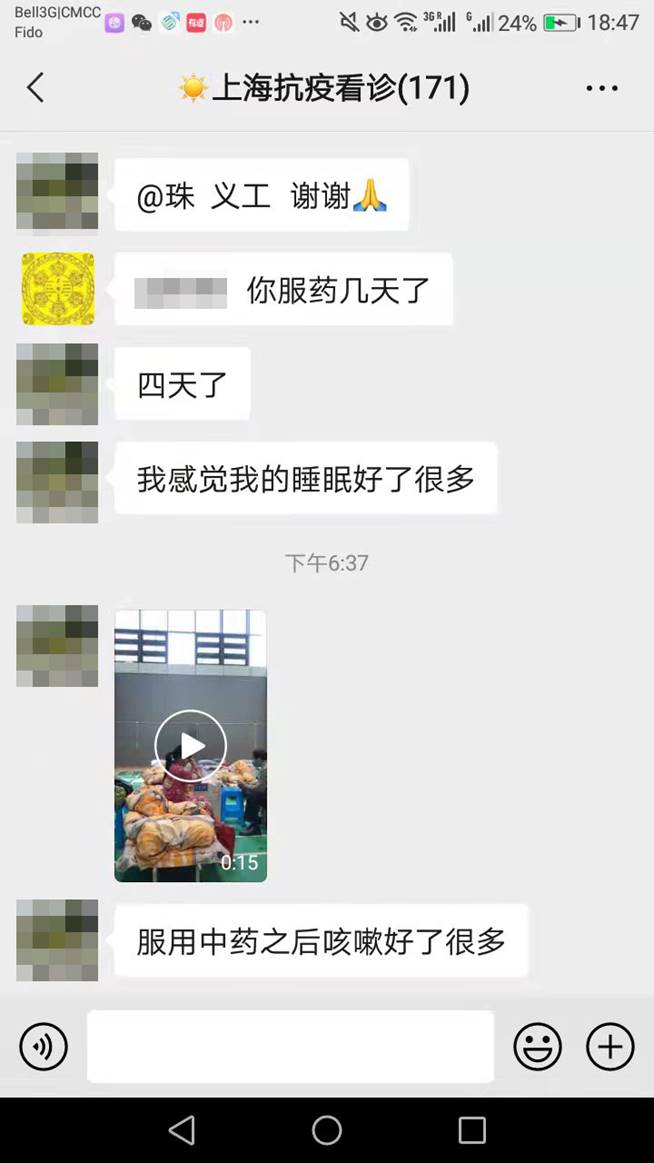 Bell3G|CMCC
Fido
3G R
G
24%
18:47
☀️上海抗疫看诊(171)
@珠 义工 谢谢🙏
你服药几天了
四天了
我感觉我的睡眠好了很多
下午6:37
0:15
服用中药之后咳嗽好了很多